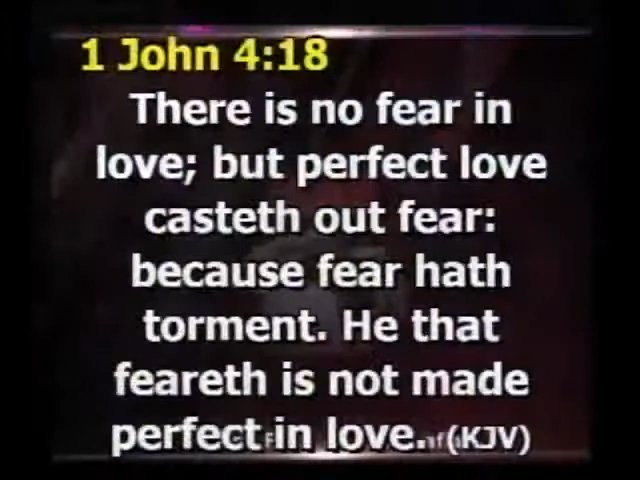 1 John 4:18
There is no fear in
love; but perfect love
casteth out fear:
because fear hath
torment. He that
feareth is not made
perfect in love. (KJV)